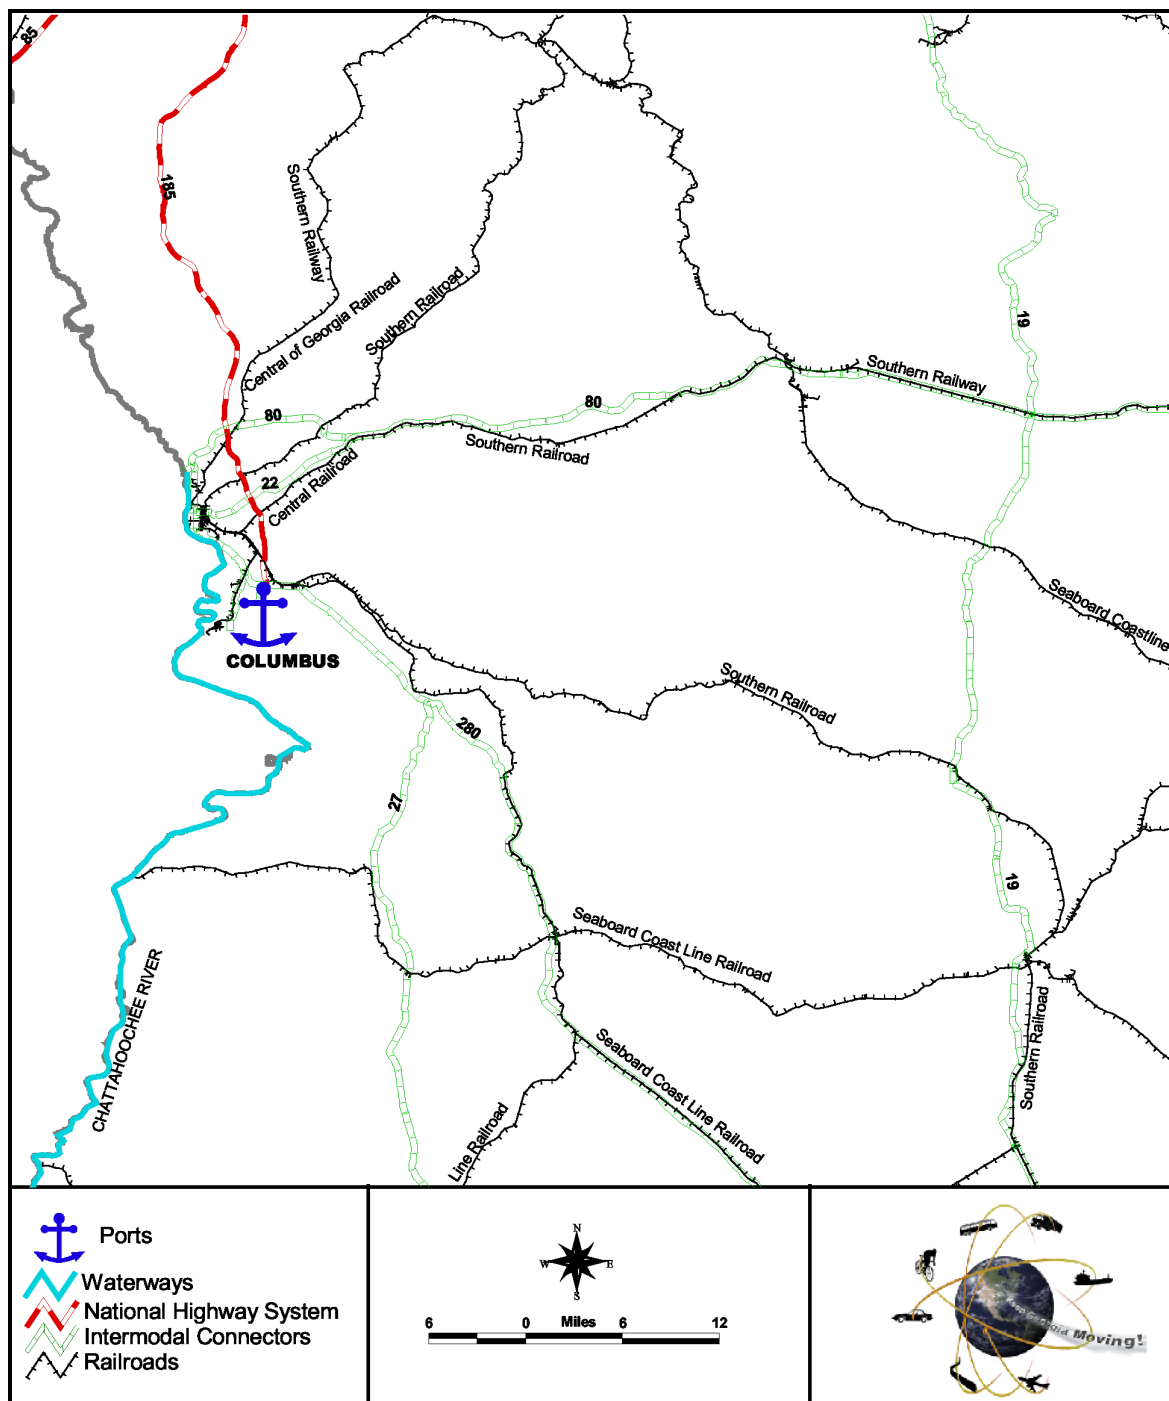 85
185
Southern Railway
Central of Georgia Railroad
Southern Railroad
19
80
80
Southern Railway
Southern Railroad
22
Central Railroad
Seaboard Coastline
COLUMBUS
Southern Railroad
280
27
19
Seaboard Coast Line Railroad
CHATTAHOOCHEE RIVER
Southern Railroad
Seaboard Coast Line Railroad
Line Railroad
Ports
Waterways
National Highway System
Intermodal Connectors
Railroads
N
W E
S
6 0 Miles 6 12
Keep Georgia Moving!